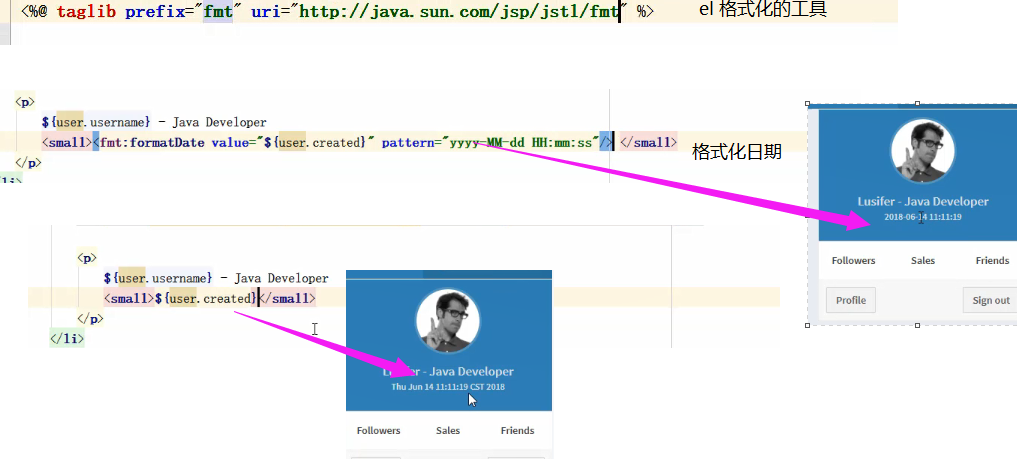 <%@ taglib prefix="fmt" uri="http://java.sun.com/jsp/jstl/fmt" %>
el 格式化的工具
<p>
${user.username} - Java Developer
<small><fmt:formatDate value="${user.created}" pattern="yyyy-MM-dd HH:mm:ss"/> </small>
</p>
</li>
格式化日期
Lusifer - Java Developer
2018-06-14 11:11:19
Followers Sales Friends
Profile Sign out
<p>
${user.username} - Java Developer
<small>${user.created}</small>
</p>
</li>
Lusifer - Java Developer
Thu Jun 14 11:11:19 CST 2018
Followers Sales Friends